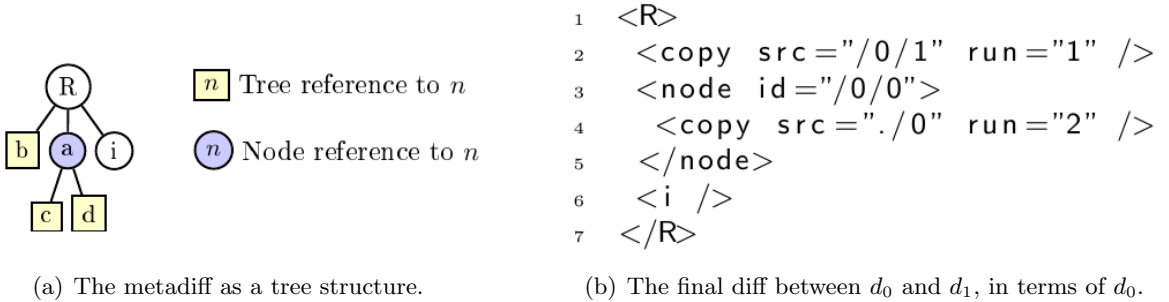 R
b
a
i
c
d
n Tree reference to n
n Node reference to n
(a) The metadiff as a tree structure.
1 <R>
2 <copy src="/0/1" run="1" />
3 <node id="/0/0">
4 <copy src="./0" run="2" />
5 </node>
6 <i />
7 </R>
(b) The final diff between d0 and d1, in terms of d0.